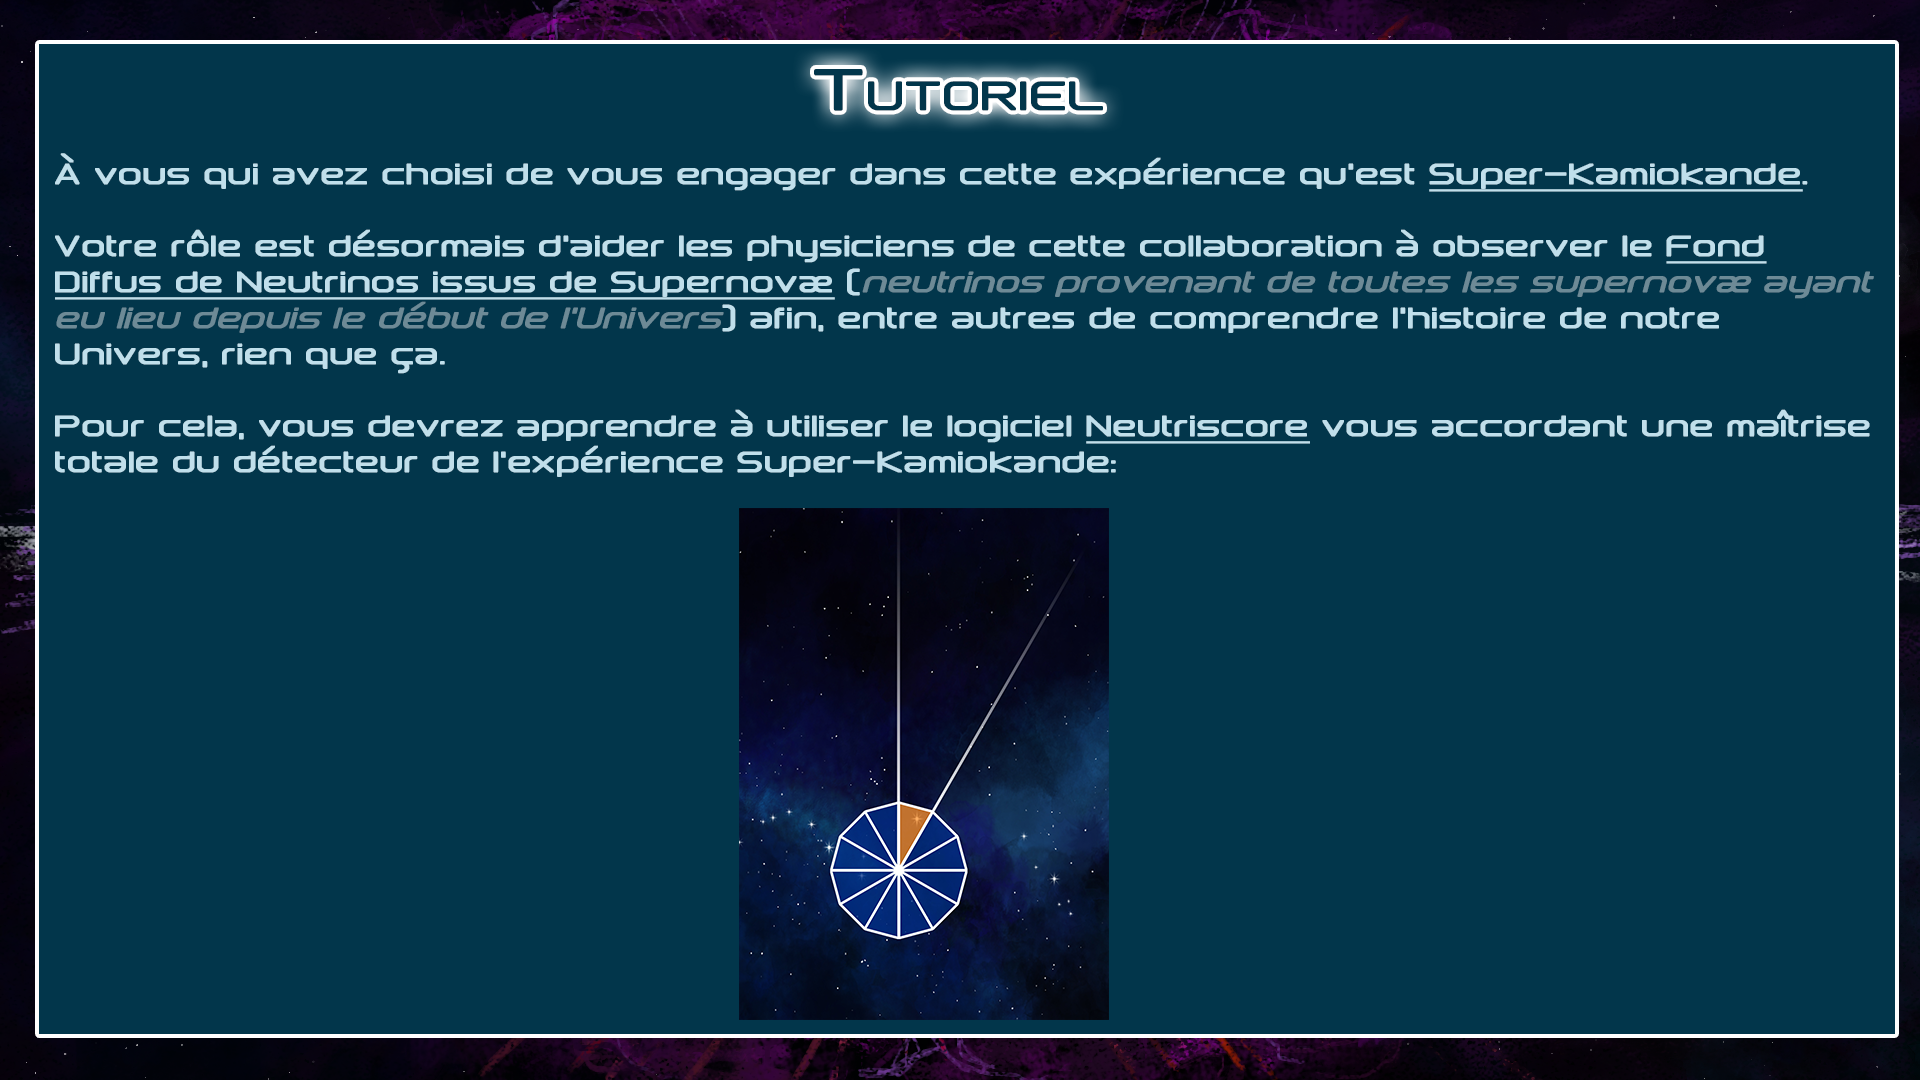 Tutoriel
À vous qui avez choisi de vous engager dans cette expérience qu'est Super-Kamiokande.
Votre rôle est désormais d'aider les physiciens de cette collaboration à observer le Fond
Diffus de Neutrinos issus de Supernovæ (neutrinos provenant de toutes les supernovæ ayant
eu lieu depuis le début de l'Univers) afin, entre autres de comprendre l'histoire de notre
Univers, rien que ça.
Pour cela, vous devrez apprendre à utiliser le logiciel Neutriscore vous accordant une maîtrise
totale du détecteur de l'expérience Super-Kamiokande: